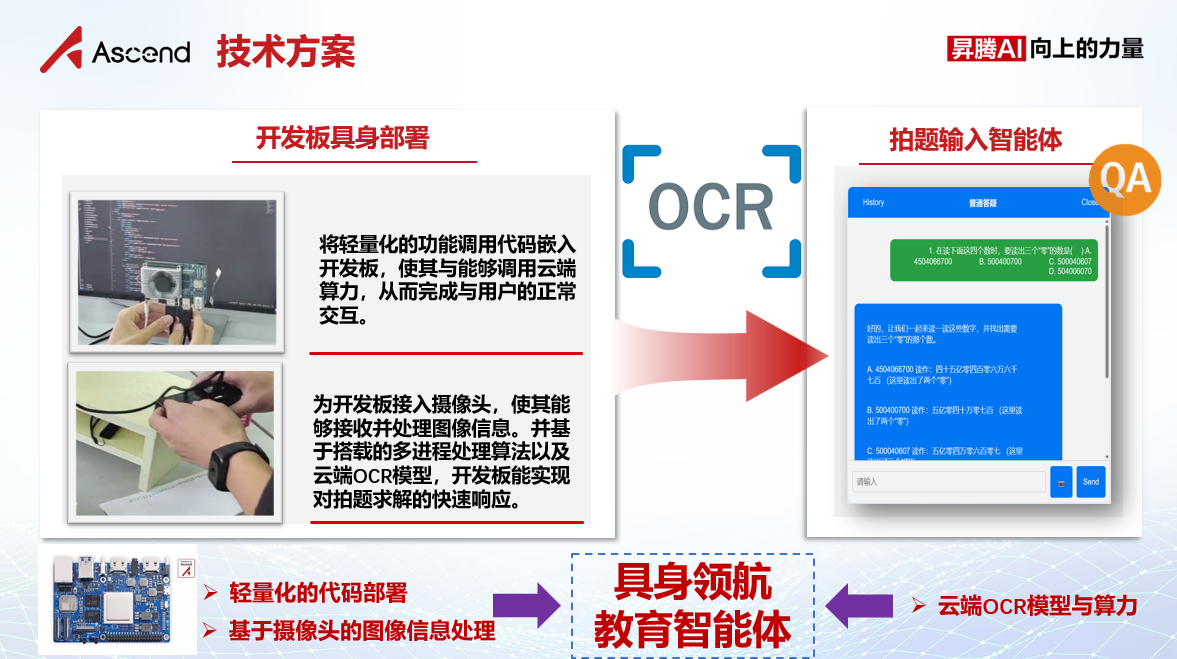 Ascend
技术方案
昇腾AI 向上的力量
开发板具身部署
将轻量化的功能调用代码嵌入
开发板，使其与能够调用云端
算力，从而完成与用户的正常
交互。
为开发板接入摄像头，使其能
够接收并处理图像信息。并基
于搭载的多进程处理算法以及
云端OCR模型，开发板能实现
对拍题求解的快速响应。
OCR
拍题输入智能体
QA
History
普通答疑
Close
1. 在读下面这四个数时，要读出三个“零”的数是( ) A.
4504066700 B. 500400700 C. 500040607
D. 504006070
好的，让我们一起来读一读这些数字，并找出需要
读出三个“零”的那个数。
A. 4504066700 读作：四十五亿零四百零六万六千
七百 (这里读出了两个“零”)
B. 500400700 读作：五亿零四十万零七百 (这里读
出了两个“零”)
C. 500040607 读作：五亿零四万零六百零七 (这里
请输入
Send
轻量化的代码部署
基于摄像头的图像信息处理
具身领航
教育智能体
云端OCR模型与算力